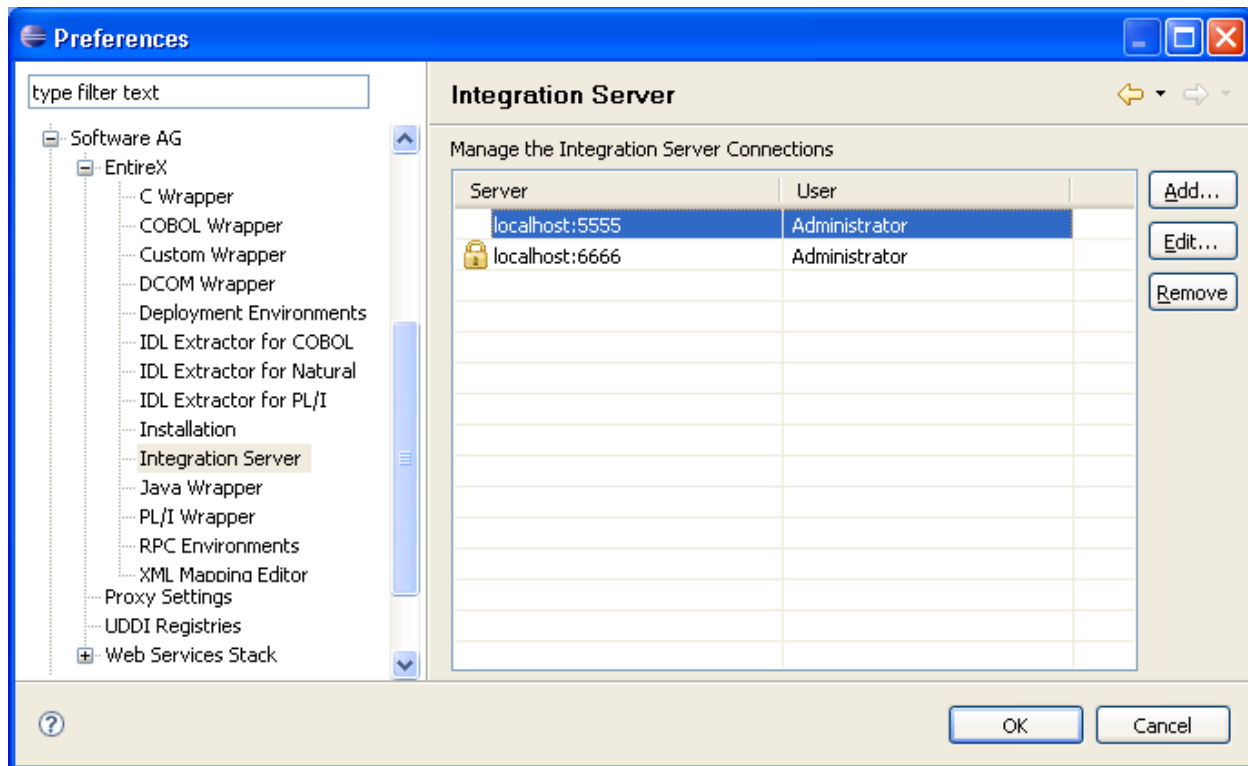 Preferences
type filter text
Software AG
EntireX
C Wrapper
COBOL Wrapper
Custom Wrapper
DCOM Wrapper
Deployment Environments
IDL Extractor for COBOL
IDL Extractor for Natural
IDL Extractor for PL/I
Installation
Integration Server
Java Wrapper
PL/I Wrapper
RPC Environments
XML Mapping Editor
Proxy Settings
UDDI Registries
Web Services Stack
Integration Server
Manage the Integration Server Connections
Server User
localhost:5555 Administrator
localhost:6666 Administrator
Add...
Edit...
Remove
OK Cancel